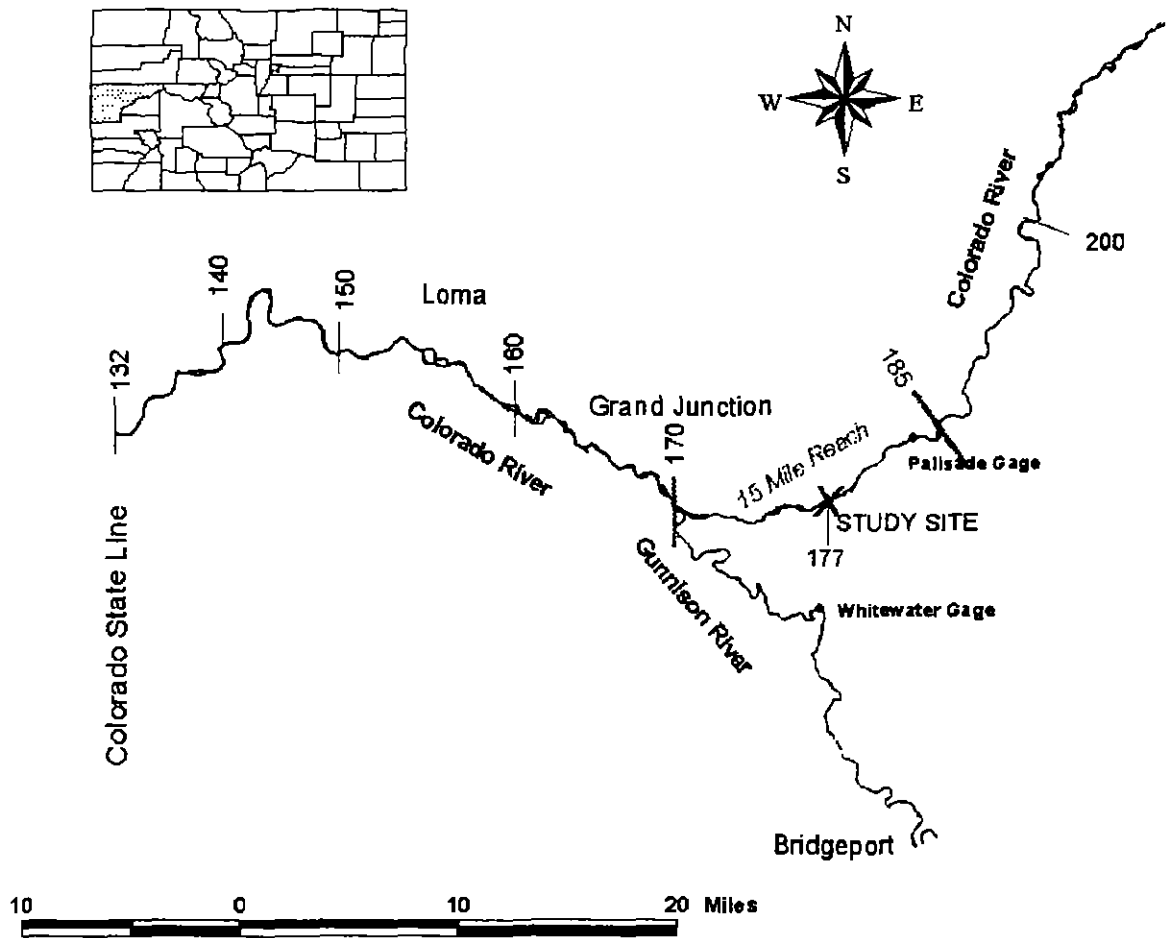 N
W E
S
Colorado River
200
140
150
Loma
132
160
185
Grand Junction
Colorado River
170
15 Mile Reach
Palisade Gage
STUDY SITE
177
Colorado State Line
Gunnison River
Whitewater Gage
Bridgeport
10 0 10 20 Miles